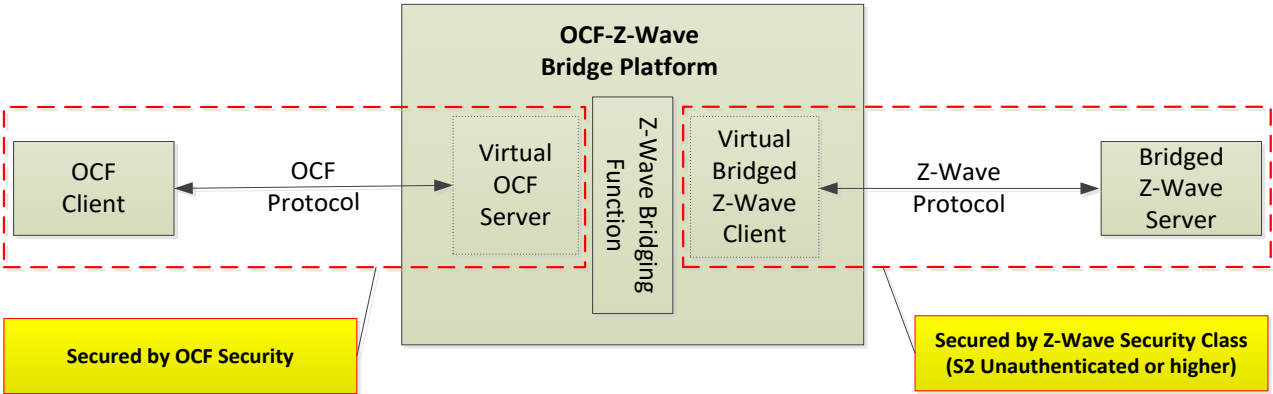 OCF-Z-Wave
Bridge Platform
OCF
Client
OCF
Protocol
Virtual
OCF
Server
Z-Wave Bridging
Function
Virtual
Bridged
Z-Wave
Client
Z-Wave
Protocol
Bridged
Z-Wave
Server
Secured by OCF Security
Secured by Z-Wave Security Class
(S2 Unauthenticated or higher)